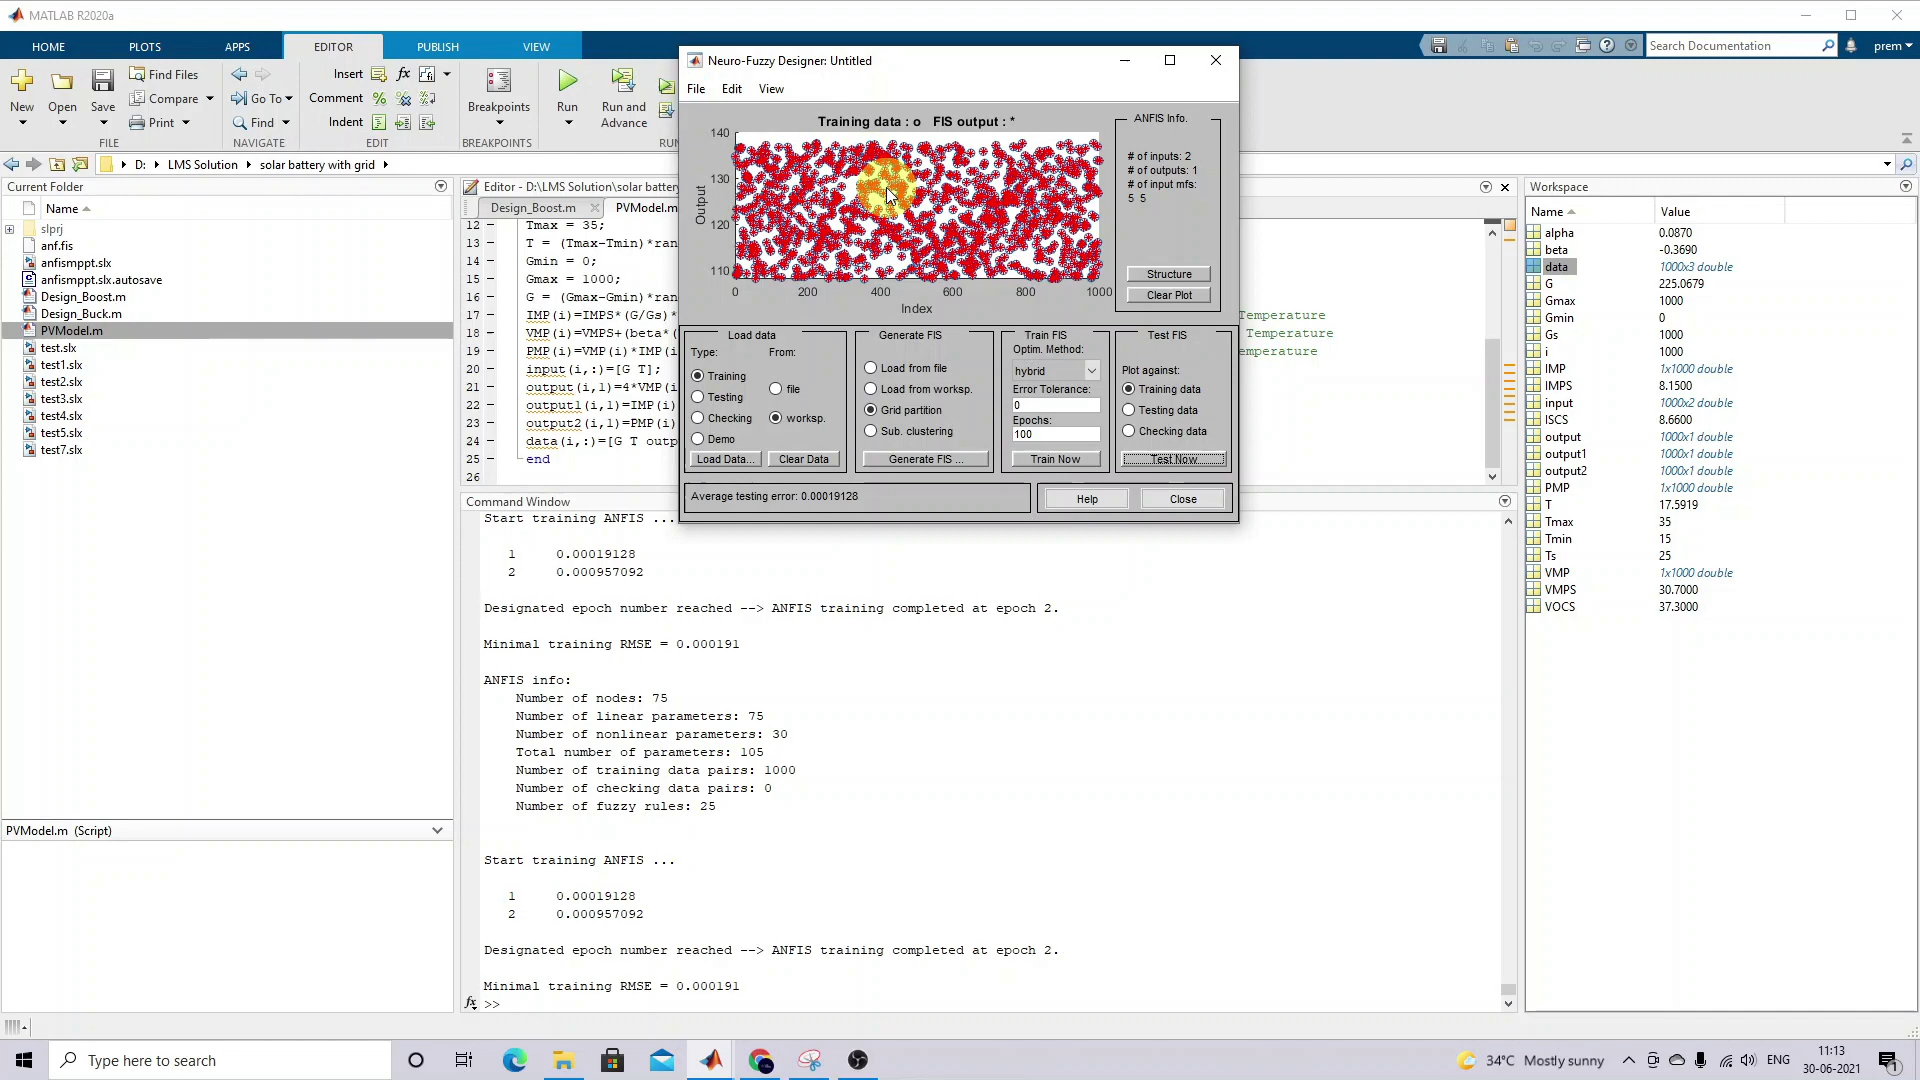 MATLAB R2020a
HOME PLOTS APPS EDITOR PUBLISH VIEW
Search Documentation prem
New Open Save
Find Files
Compare
Print
Go To
Find
Insert fx
Comment %
Indent
Breakpoints
Run
Run and Advance
FILE NAVIGATE EDIT BREAKPOINTS RUN
D: LMS Solution solar battery with grid
Current Folder
Name
slprj
anf.fis
anfismppt.slx
anfismppt.slx.autosave
Design_Boost.m
Design_Buck.m
PVModel.m
test.slx
test1.slx
test2.slx
test3.slx
test4.slx
test5.slx
test7.slx
PVModel.m (Script)
Editor - D:\LMS Solution\solar battery
Design_Boost.m PVModel.m
12 Tmax = 35;
13 T = (Tmax-Tmin)*ran
14 Gmin = 0;
15 Gmax = 1000;
16 G = (Gmax-Gmin)*ran
17 IMP(i)=IMPS*(G/Gs)* Temperature
18 VMP(i)=VMPS+(beta*( Temperature
19 PMP(i)=VMP(i)*IMP(i emperature
20 input(i,:)=[G T];
21 output(i,1)=4*VMP(i
22 output1(i,1)=IMP(i)
23 output2(i,1)=PMP(i)
24 data(i,:)=[G T outp
25 end
26
Neuro-Fuzzy Designer: Untitled
File Edit View
Training data : o FIS output : *
140
130
120
110
Output
0 200 400 600 800 1000
Index
ANFIS Info.
# of inputs: 2
# of outputs: 1
# of input mfs:
5 5
Structure
Clear Plot
Load data
Type: From:
Training
Testing
Checking
Demo
file
worksp.
Load Data... Clear Data
Generate FIS
Load from file
Load from worksp.
Grid partition
Sub. clustering
Generate FIS ...
Train FIS
Optim. Method:
hybrid
Error Tolerance:
0
Epochs:
100
Train Now
Test FIS
Plot against:
Training data
Testing data
Checking data
Test Now
Average testing error: 0.00019128
Help Close
Command Window
Start training ANFIS ...
1 0.00019128
2 0.000957092
Designated epoch number reached --> ANFIS training completed at epoch 2.
Minimal training RMSE = 0.000191
ANFIS info:
Number of nodes: 75
Number of linear parameters: 75
Number of nonlinear parameters: 30
Total number of parameters: 105
Number of training data pairs: 1000
Number of checking data pairs: 0
Number of fuzzy rules: 25
Start training ANFIS ...
1 0.00019128
2 0.000957092
Designated epoch number reached --> ANFIS training completed at epoch 2.
Minimal training RMSE = 0.000191
fx >>
Workspace
Name Value
alpha 0.0870
beta -0.3690
data 1000x3 double
G 225.0679
Gmax 1000
Gmin 0
Gs 1000
i 1000
IMP 1x1000 double
IMPS 8.1500
input 1000x2 double
ISCS 8.6600
output 1000x1 double
output1 1000x1 double
output2 1000x1 double
PMP 1x1000 double
T 17.5919
Tmax 35
Tmin 15
Ts 25
VMP 1x1000 double
VMPS 30.7000
VOCS 37.3000
Type here to search
34°C Mostly sunny
ENG
11:13
30-06-2021
1